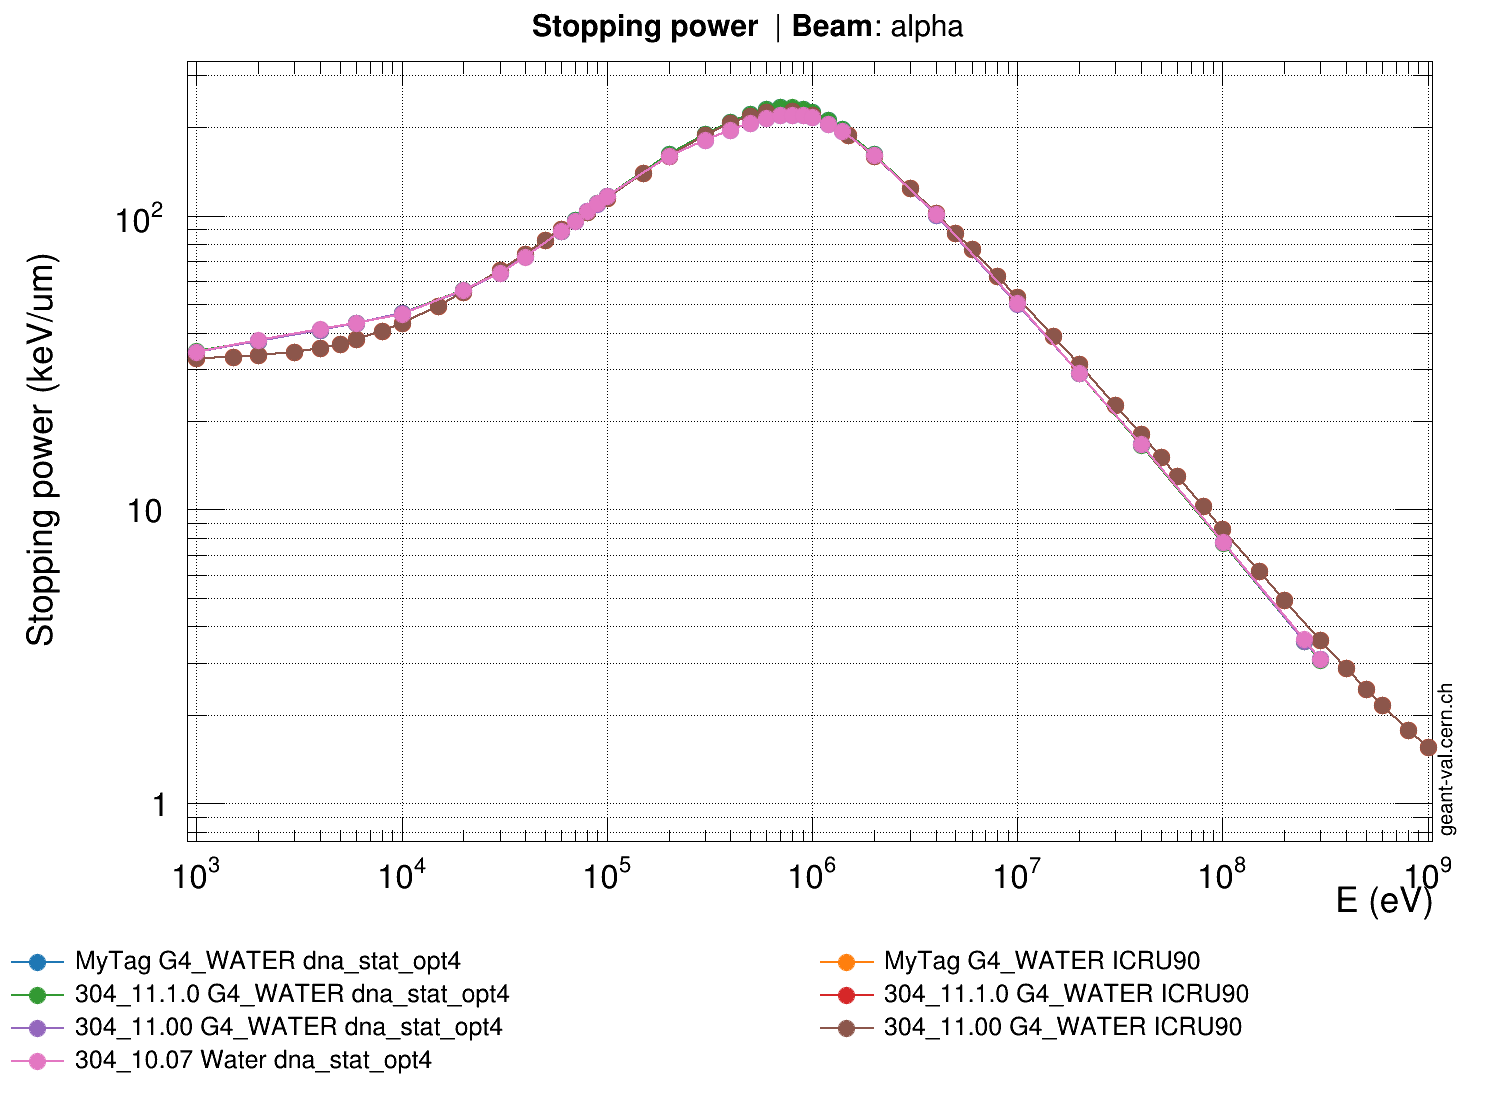 Stopping power | Beam: alpha
Stopping power (keV/um)
10²
10
1
10³ 10⁴ 10⁵ 10⁶ 10⁷ 10⁸ 10⁹
E (eV)
geant-val.cern.ch
MyTag G4_WATER dna_stat_opt4
304_11.1.0 G4_WATER dna_stat_opt4
304_11.00 G4_WATER dna_stat_opt4
304_10.07 Water dna_stat_opt4
MyTag G4_WATER ICRU90
304_11.1.0 G4_WATER ICRU90
304_11.00 G4_WATER ICRU90